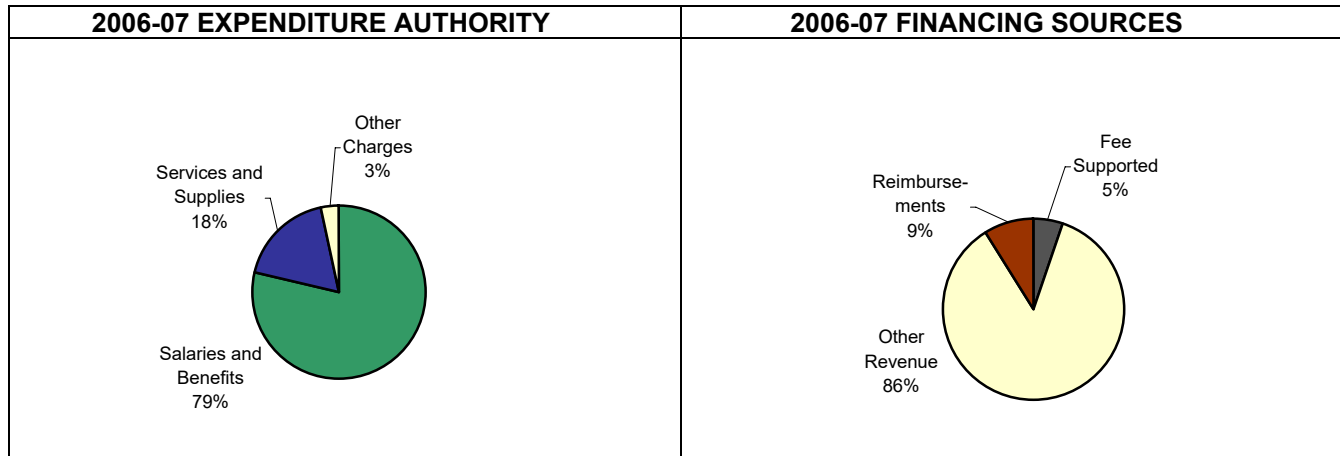 2006-07 EXPENDITURE AUTHORITY
Other
Charges
3%
Services and
Supplies
18%
Salaries and
Benefits
79%
2006-07 FINANCING SOURCES
Fee
Supported
5%
Reimburse-
ments
9%
Other
Revenue
86%